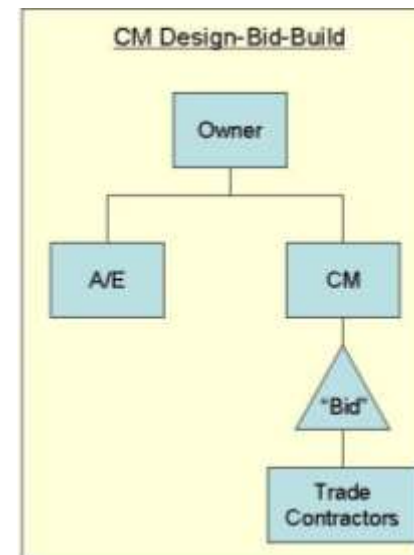 CM Design-Bid-Build
Owner
A/E
CM
"Bid"
Trade
Contractors